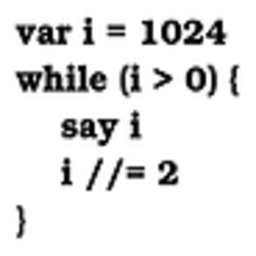 var i = 1024
while (i > 0) {
    say i
    i //= 2
}